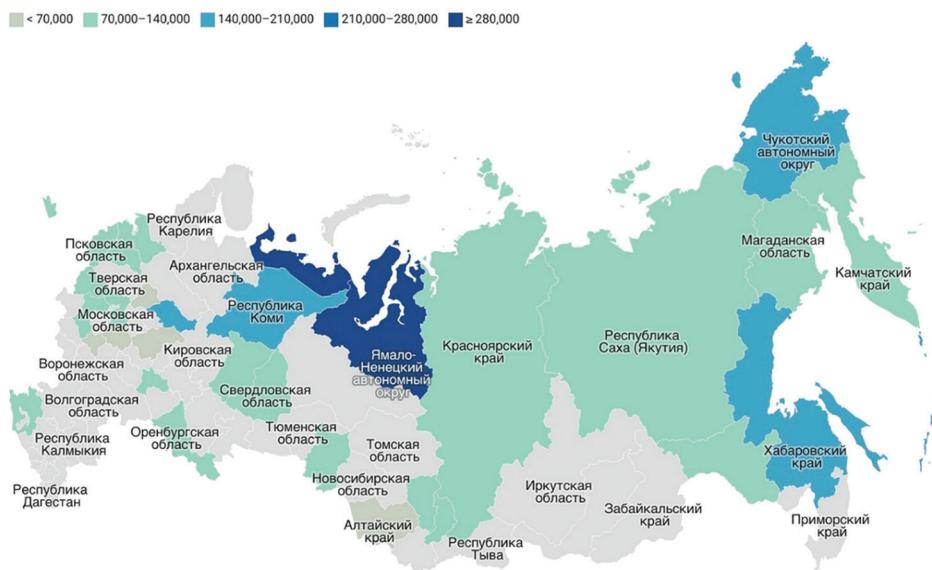 < 70,000 70,000–140,000 140,000–210,000 210,000–280,000 ≥ 280,000
Чукотский
автономный
округ
Республика
Карелия
Псковская
область
Магаданская
область
Архангельская
область
Тверская
область
Камчатский
край
Республика
Коми
Московская
область
Республика
Саха (Якутия)
Красноярский
край
Ямало-
Ненецкий
автономный
округ
Кировская
область
Воронежская
область
Свердловская
область
Волгоградская
область
Тюменская
область
Оренбургская
область
Республика
Калмыкия
Томская
область
Хабаровский
край
Новосибирская
область
Иркутская
область
Республика
Дагестан
Забайкальский
край
Алтайский
край
Приморский
край
Республика
Тыва